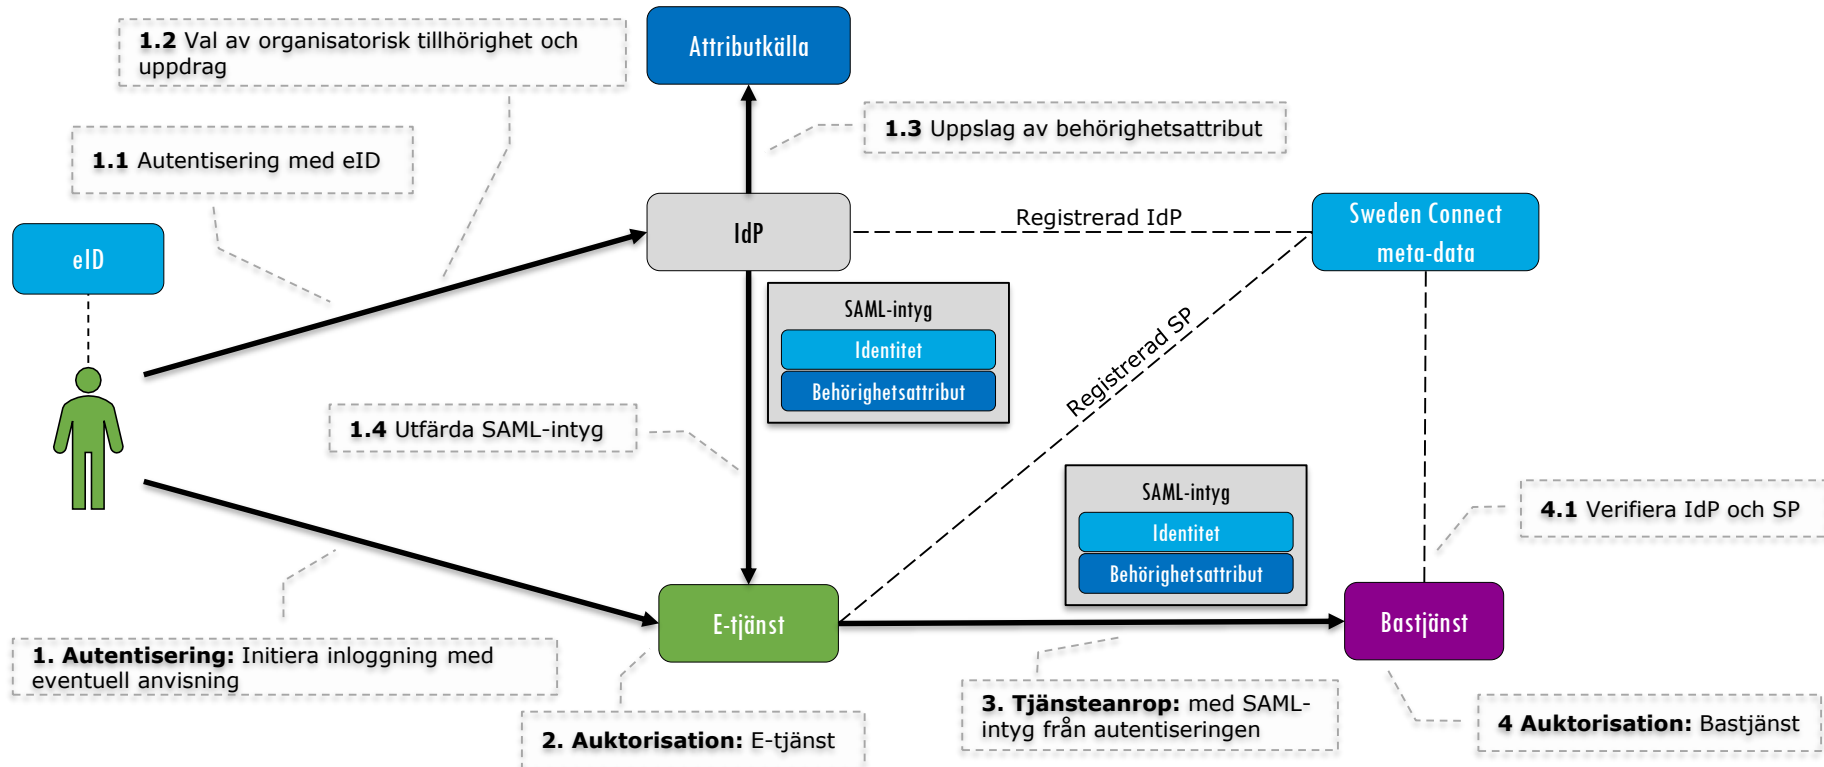 1.2 Val av organisatorisk tillhörighet och
uppdrag
Attributkälla
1.1 Autentisering med eID
1.3 Uppslag av behörighetsattribut
eID
IdP
Registrerad IdP
Sweden Connect
meta-data
SAML-intyg
Identitet
Behörighetsattribut
Registrerad SP
1.4 Utfärda SAML-intyg
SAML-intyg
Identitet
Behörighetsattribut
4.1 Verifiera IdP och SP
E-tjänst
Bastjänst
1. Autentisering: Initiera inloggning med
eventuell anvisning
2. Auktorisation: E-tjänst
3. Tjänsteanrop: med SAML-
intyg från autentiseringen
4 Auktorisation: Bastjänst